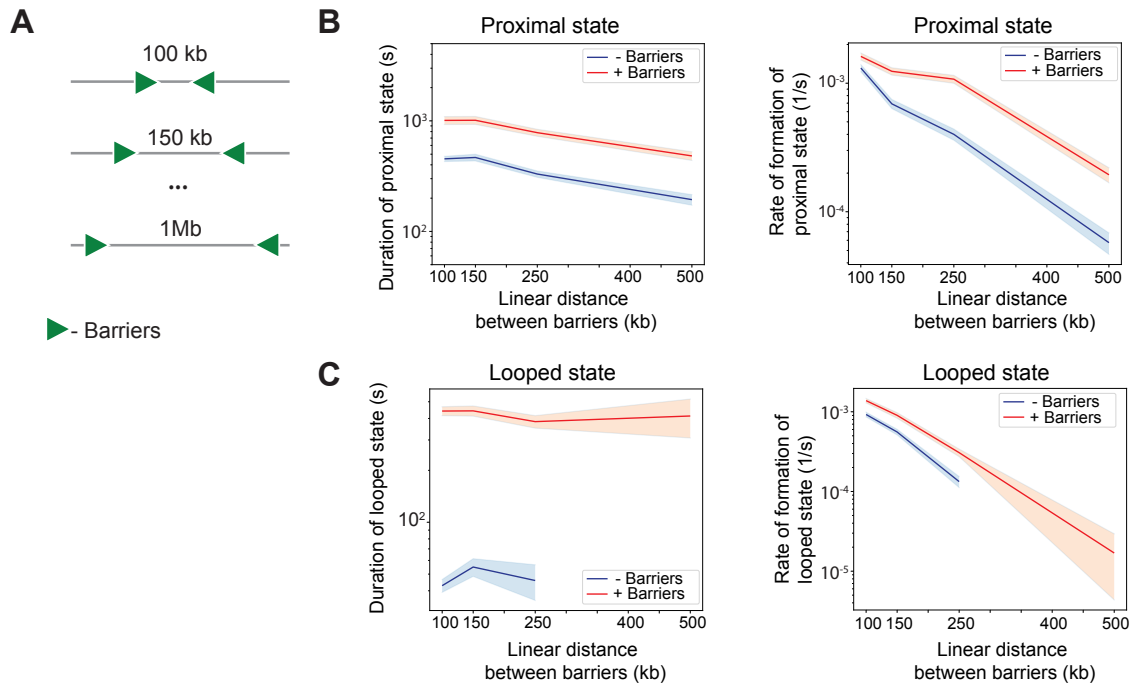 A
100 kb
150 kb
...
1Mb
- Barriers
B
Proximal state
Duration of proximal state (s)
10³
10²
- Barriers
+ Barriers
100 150 250 400 500
Linear distance
between barriers (kb)
Proximal state
Rate of formation of
proximal state (1/s)
10⁻³
10⁻⁴
- Barriers
+ Barriers
100 150 250 400 500
Linear distance
between barriers (kb)
C
Looped state
Duration of looped state (s)
10²
- Barriers
+ Barriers
100 150 250 400 500
Linear distance
between barriers (kb)
Looped state
Rate of formation of
looped state (1/s)
10⁻³
10⁻⁴
10⁻⁵
- Barriers
+ Barriers
100 150 250 400 500
Linear distance
between barriers (kb)